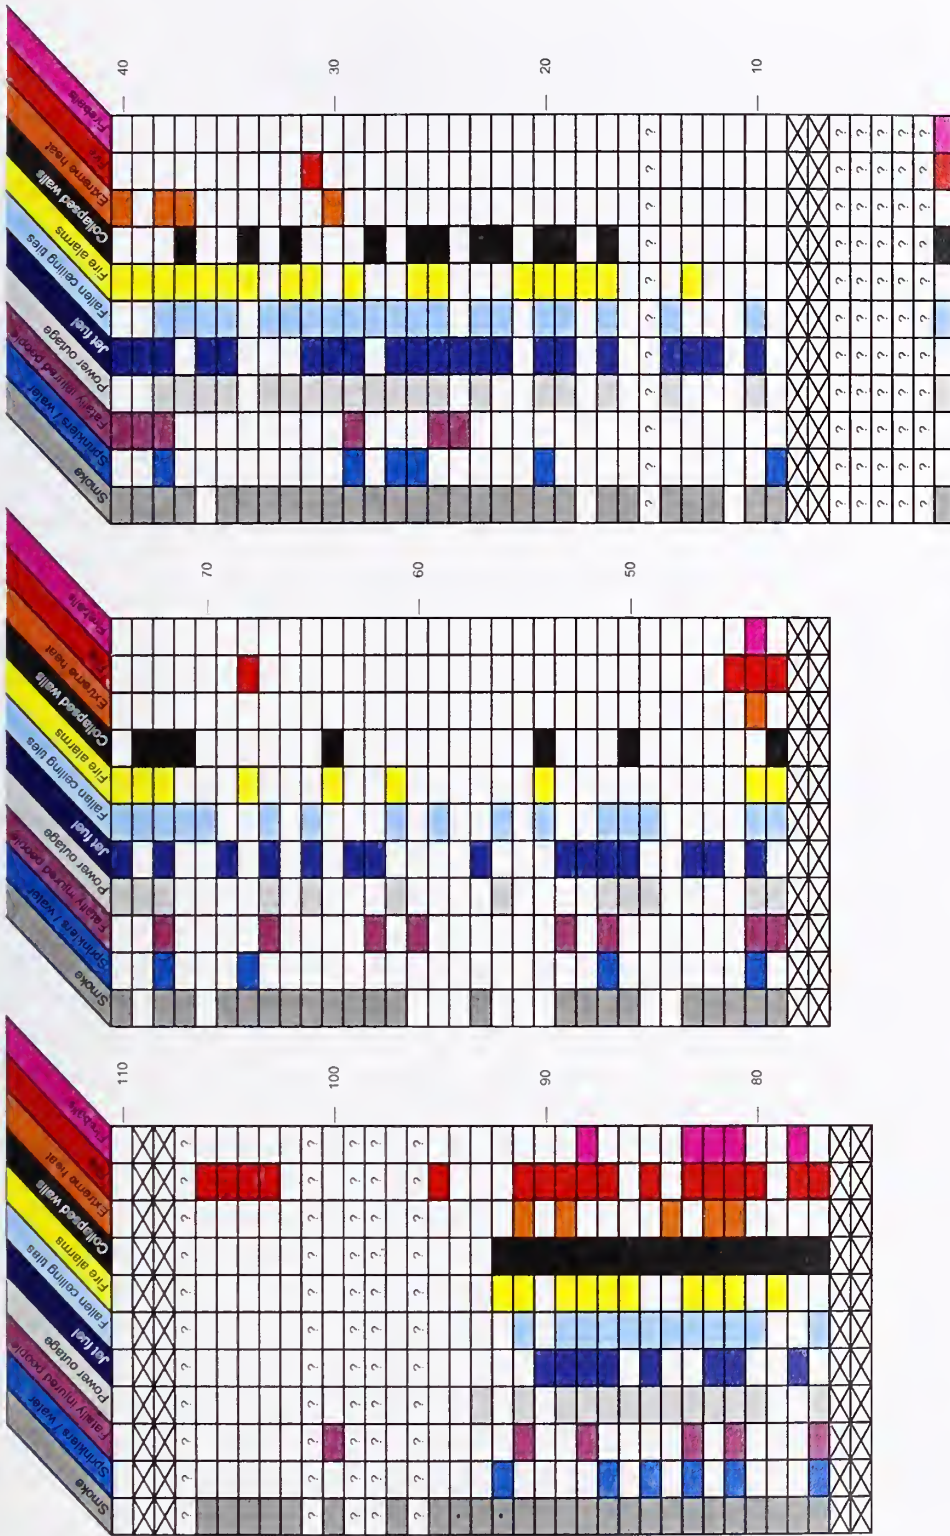 Fireballs
Fire
Extreme heat
Collapsed walls
Fire alarms
Fallen ceiling tiles
Jet fuel
Power outage
Fatally injured people
Sprinklers / water
Smoke
40
30
20
10
? ? ? ? ? ? ? ? ? ? ?
? ? ? ? ? ? ? ? ? ? ?
? ? ? ? ? ? ? ? ? ? ?
? ? ? ? ? ? ? ? ? ? ?
? ? ? ? ? ? ? ? ? ? ?
? ? ? ? ? ? ? ? ? ? ?
Fireballs
Fire
Extreme heat
Collapsed walls
Fire alarms
Fallen ceiling tiles
Jet fuel
Power outage
Fatally injured people
Sprinklers / water
Smoke
70
60
50
Fireballs
Fire
Extreme heat
Collapsed walls
Fire alarms
Fallen ceiling tiles
Jet fuel
Power outage
Fatally injured people
Sprinklers / water
Smoke
110
100
90
80
? ? ? ? ? ? ? ? ? ? ?
? ? ? ? ? ? ? ? ? ?
? ? ? ? ? ? ? ? ? ? ?
? ? ? ? ? ? ? ? ? ? ?
? ? ? ? ? ? ? ? ? ? ?